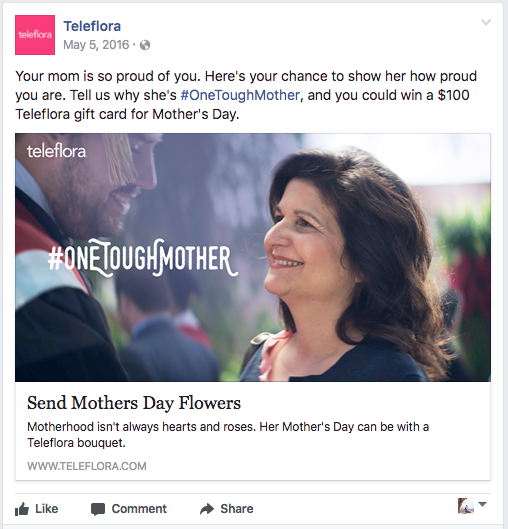 teleflora
Teleflora
May 5, 2016 ·
Your mom is so proud of you. Here's your chance to show her how proud
you are. Tell us why she's #OneToughMother, and you could win a $100
Teleflora gift card for Mother's Day.
teleflora
#ONETOUGHMOTHER
Send Mothers Day Flowers
Motherhood isn't always hearts and roses. Her Mother's Day can be with a
Teleflora bouquet.
WWW.TELEFLORA.COM
Like Comment Share